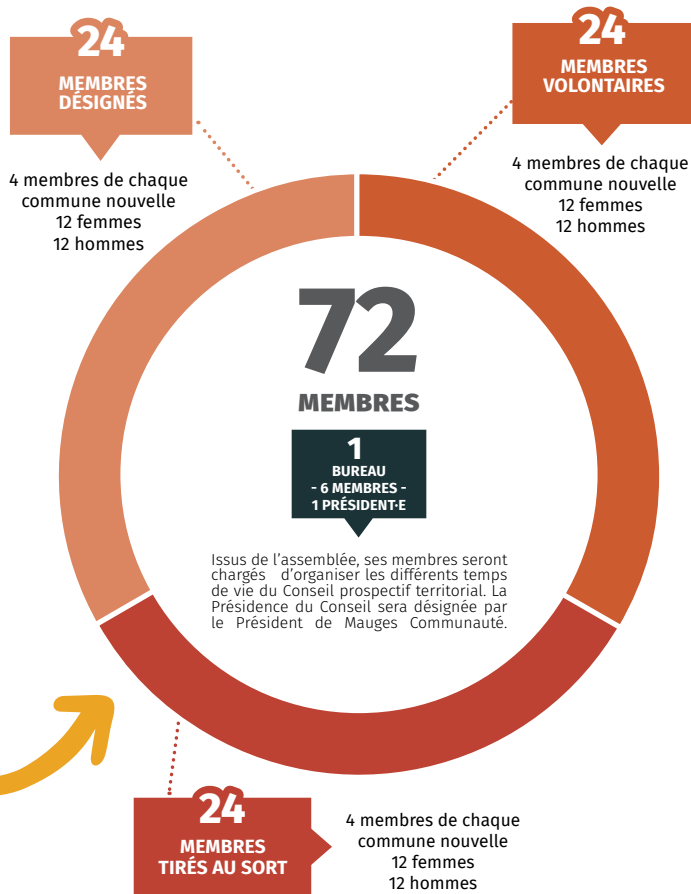 24
MEMBRES
DÉSIGNÉS
4 membres de chaque
commune nouvelle
12 femmes
12 hommes
24
MEMBRES
VOLONTAIRES
4 membres de chaque
commune nouvelle
12 femmes
12 hommes
72
MEMBRES
1
BUREAU
- 6 MEMBRES -
1 PRÉSIDENT·E
Issus de l’assemblée, ses membres seront
chargés d’organiser les différents temps
de vie du Conseil prospectif territorial. La
Présidence du Conseil sera désignée par
le Président de Mauges Communauté.
24
MEMBRES
TIRÉS AU SORT
4 membres de chaque
commune nouvelle
12 femmes
12 hommes